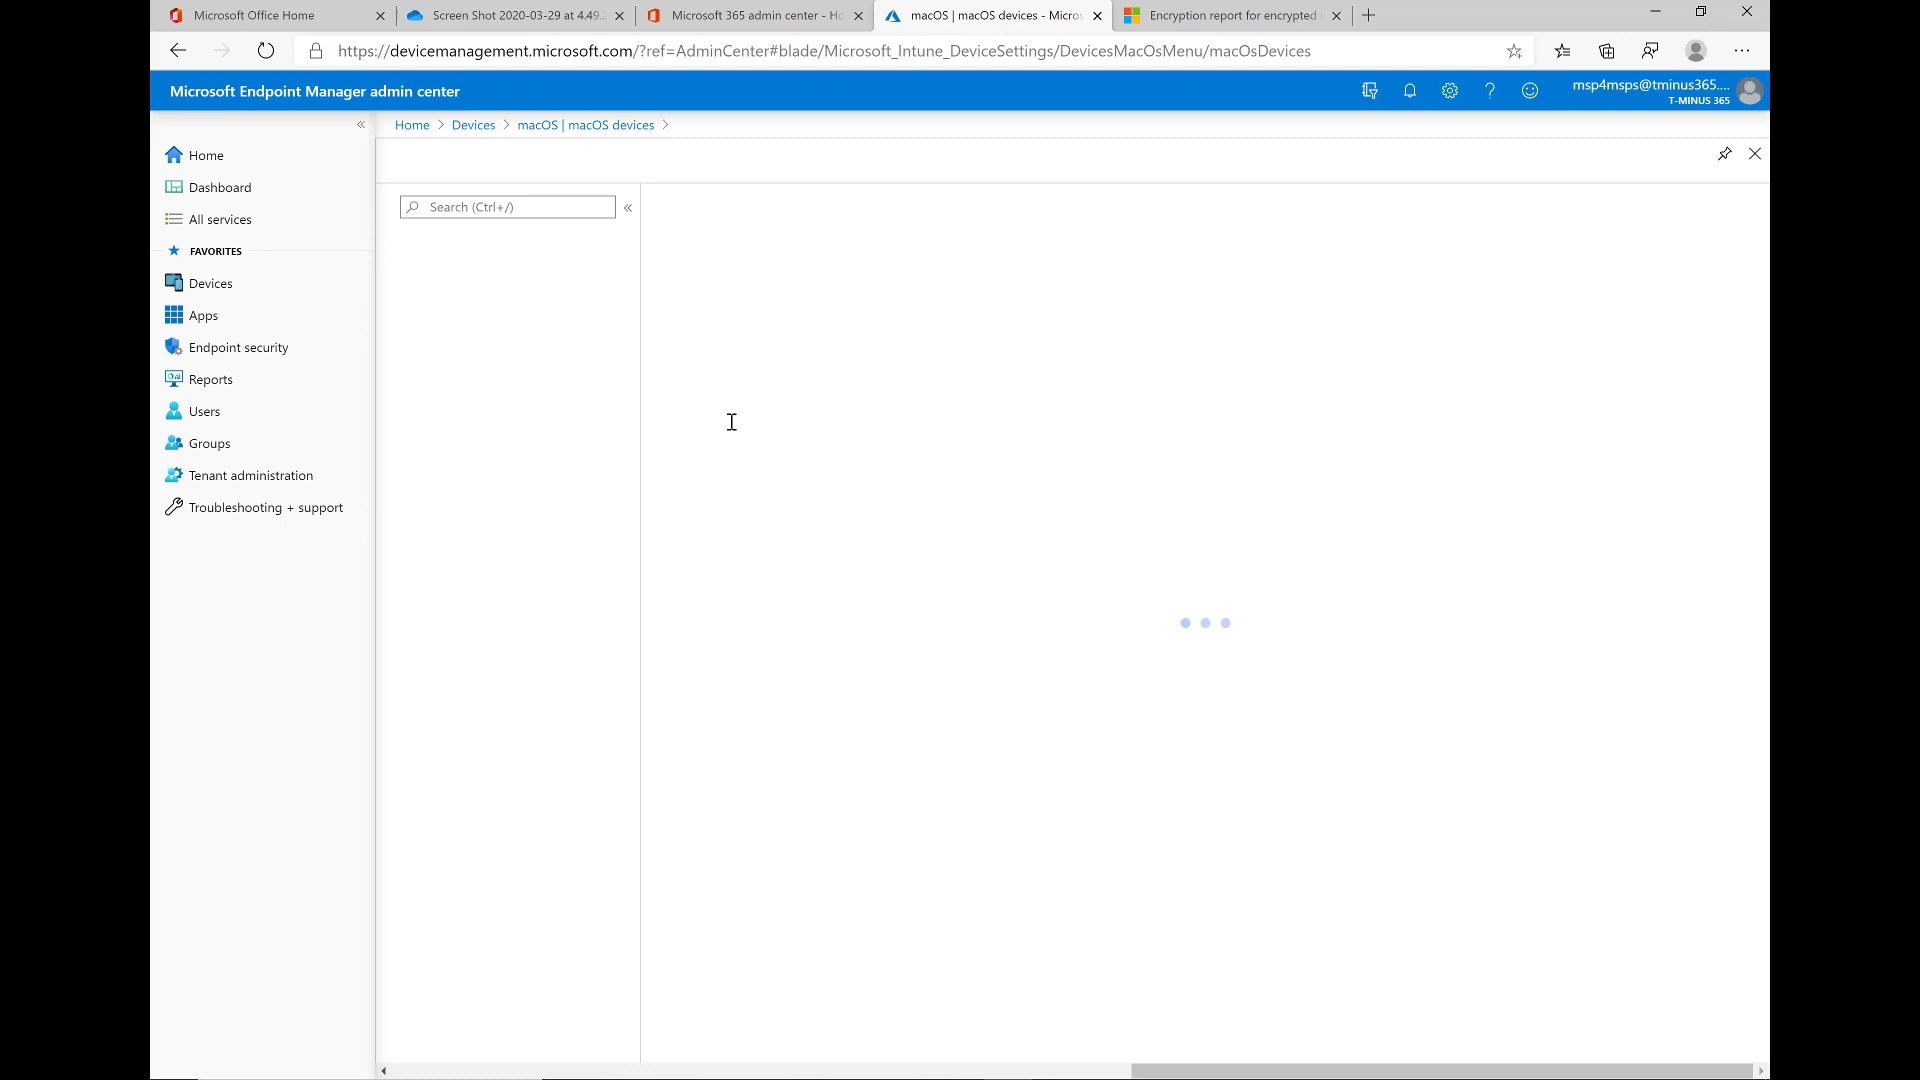 Microsoft Office Home
Screen Shot 2020-03-29 at 4.49.
Microsoft 365 admin center - Ho
macOS | macOS devices - Micros
Encryption report for encrypted
https://devicemanagement.microsoft.com/?ref=AdminCenter#blade/Microsoft_Intune_DeviceSettings/DevicesMacOsMenu/macOsDevices
Microsoft Endpoint Manager admin center
msp4msps@tminus365....
T-MINUS 365
Home > Devices > macOS | macOS devices >
Home
Dashboard
All services
FAVORITES
Devices
Apps
Endpoint security
Reports
Users
Groups
Tenant administration
Troubleshooting + support
Search (Ctrl+/)